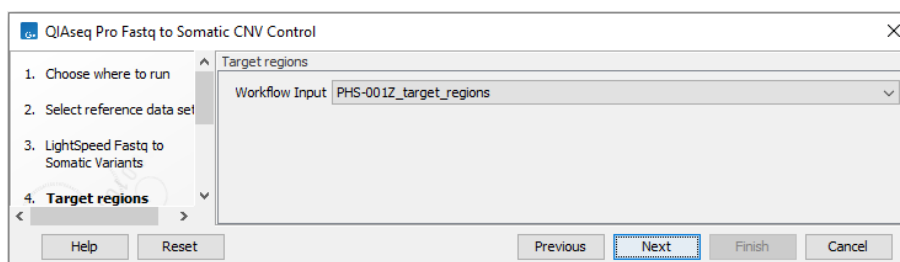 QIAseq Pro Fastq to Somatic CNV Control
1. Choose where to run
2. Select reference data set
3. LightSpeed Fastq to
Somatic Variants
4. Target regions
Target regions
Workflow Input PHS-001Z_target_regions
Help Reset Previous Next Finish Cancel